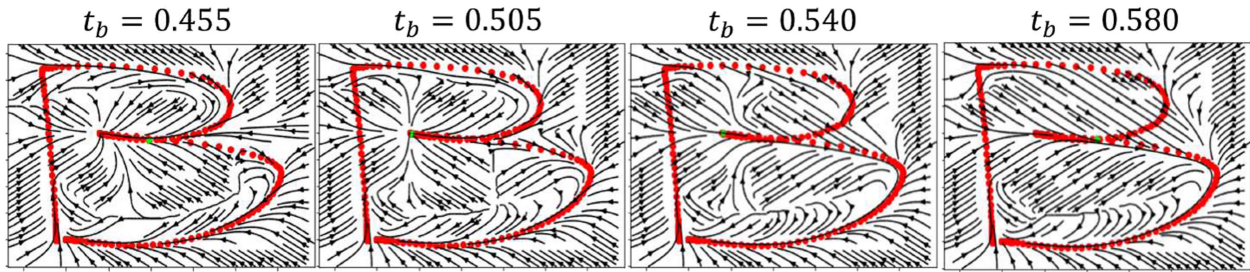 t_b = 0.455
t_b = 0.505
t_b = 0.540
t_b = 0.580